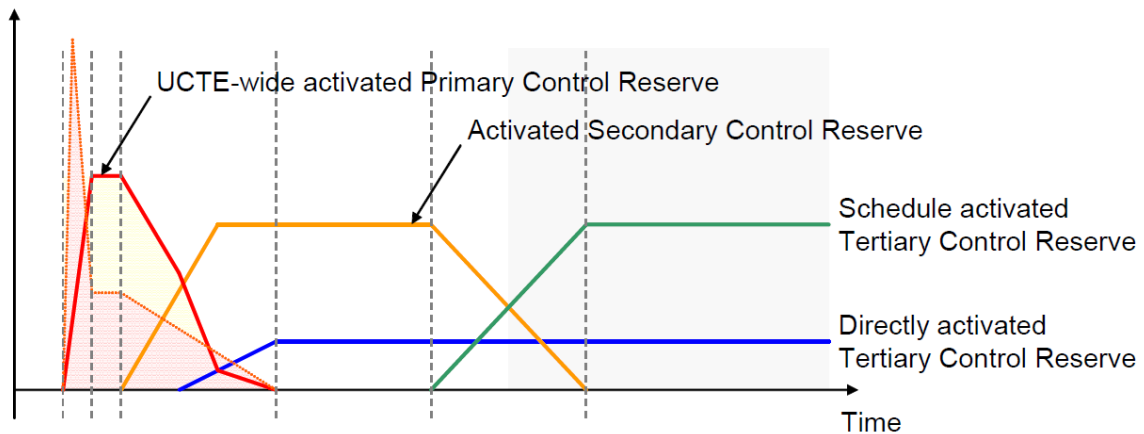 UCTE-wide activated Primary Control Reserve
Activated Secondary Control Reserve
Schedule activated
Tertiary Control Reserve
Directly activated
Tertiary Control Reserve
Time